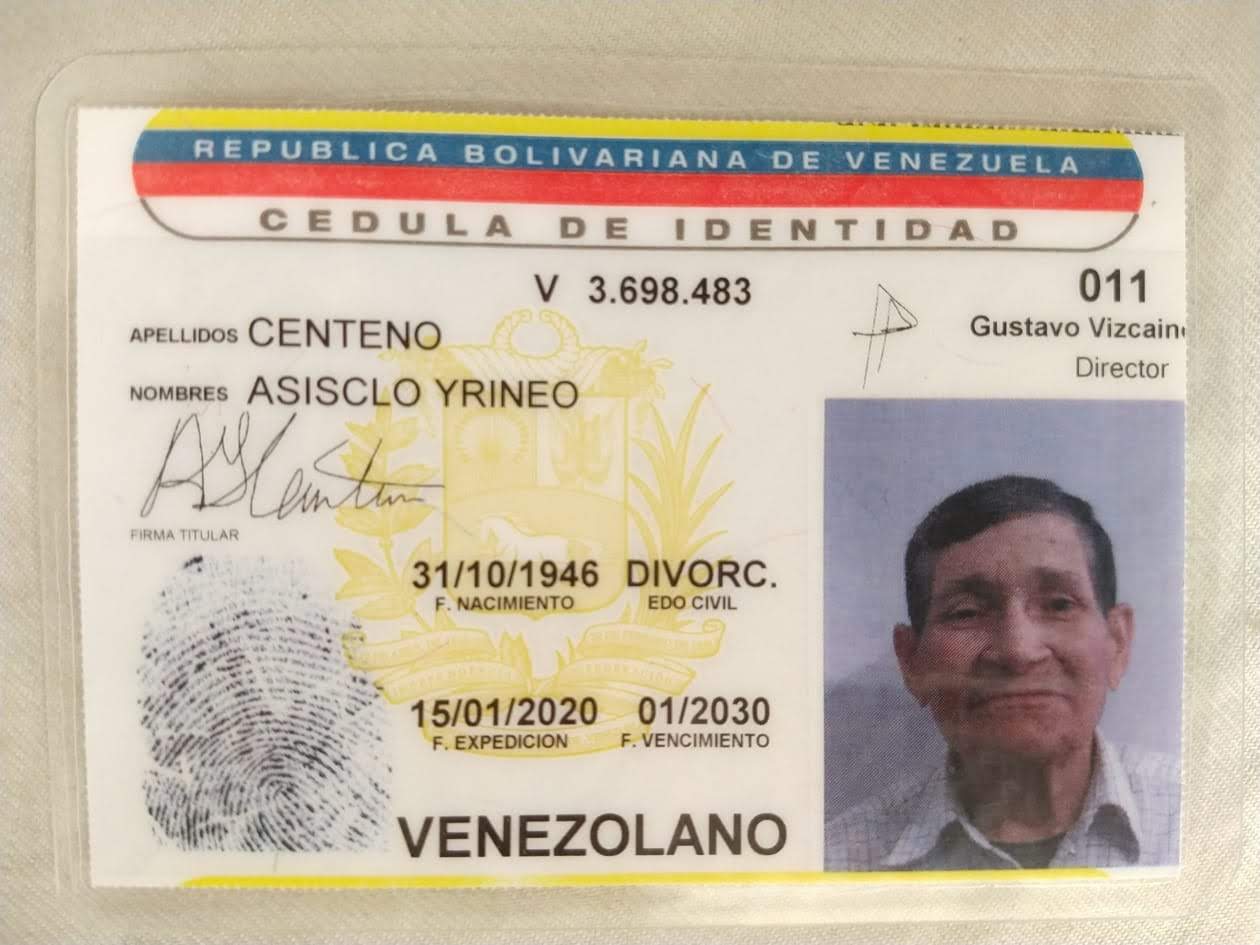 REPUBLICA BOLIVARIANA DE VENEZUELA
CEDULA DE IDENTIDAD
V 3.698.483
011
Gustavo Vizcain
Director
APELLIDOS CENTENO
NOMBRES ASISCLO YRINEO
FIRMA TITULAR
31/10/1946 DIVORC.
F. NACIMIENTO EDO CIVIL
15/01/2020 01/2030
F. EXPEDICION F. VENCIMIENTO
VENEZOLANO